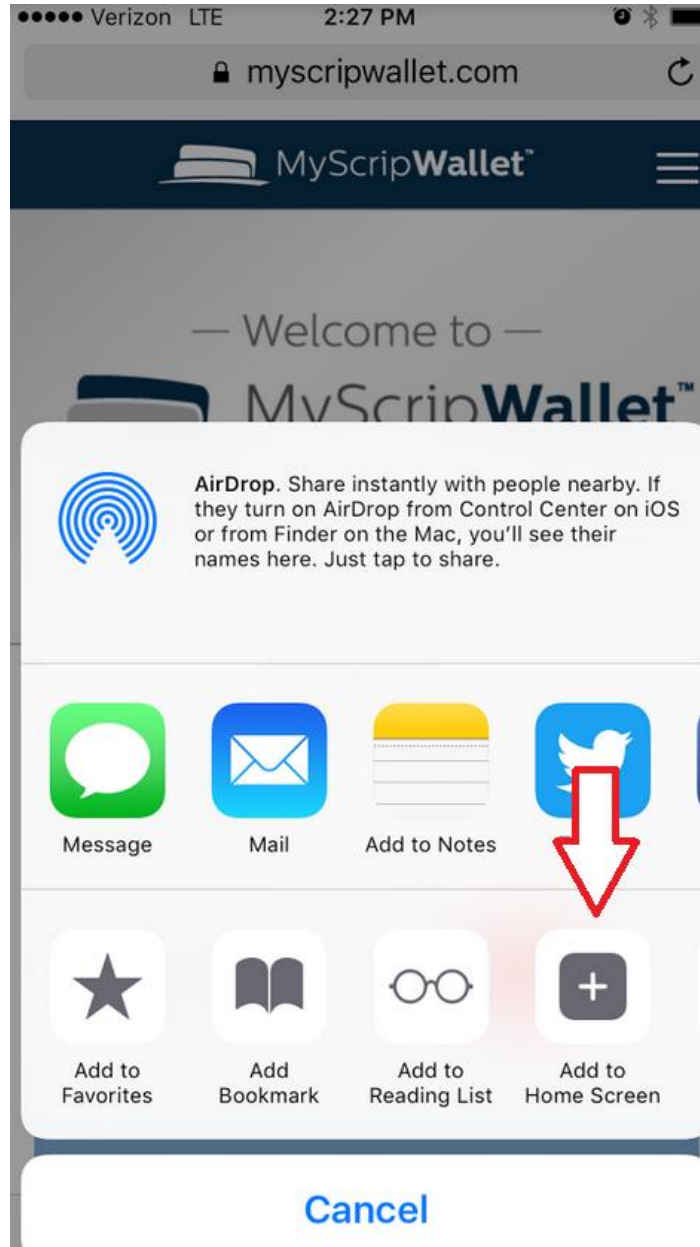 Verizon LTE 2:27 PM
myscripwallet.com
MyScripWallet™
— Welcome to —
MyScripWallet™
AirDrop. Share instantly with people nearby. If
they turn on AirDrop from Control Center on iOS
or from Finder on the Mac, you’ll see their
names here. Just tap to share.
Message Mail Add to Notes
Add to Add Add to Add to
Favorites Bookmark Reading List Home Screen
Cancel